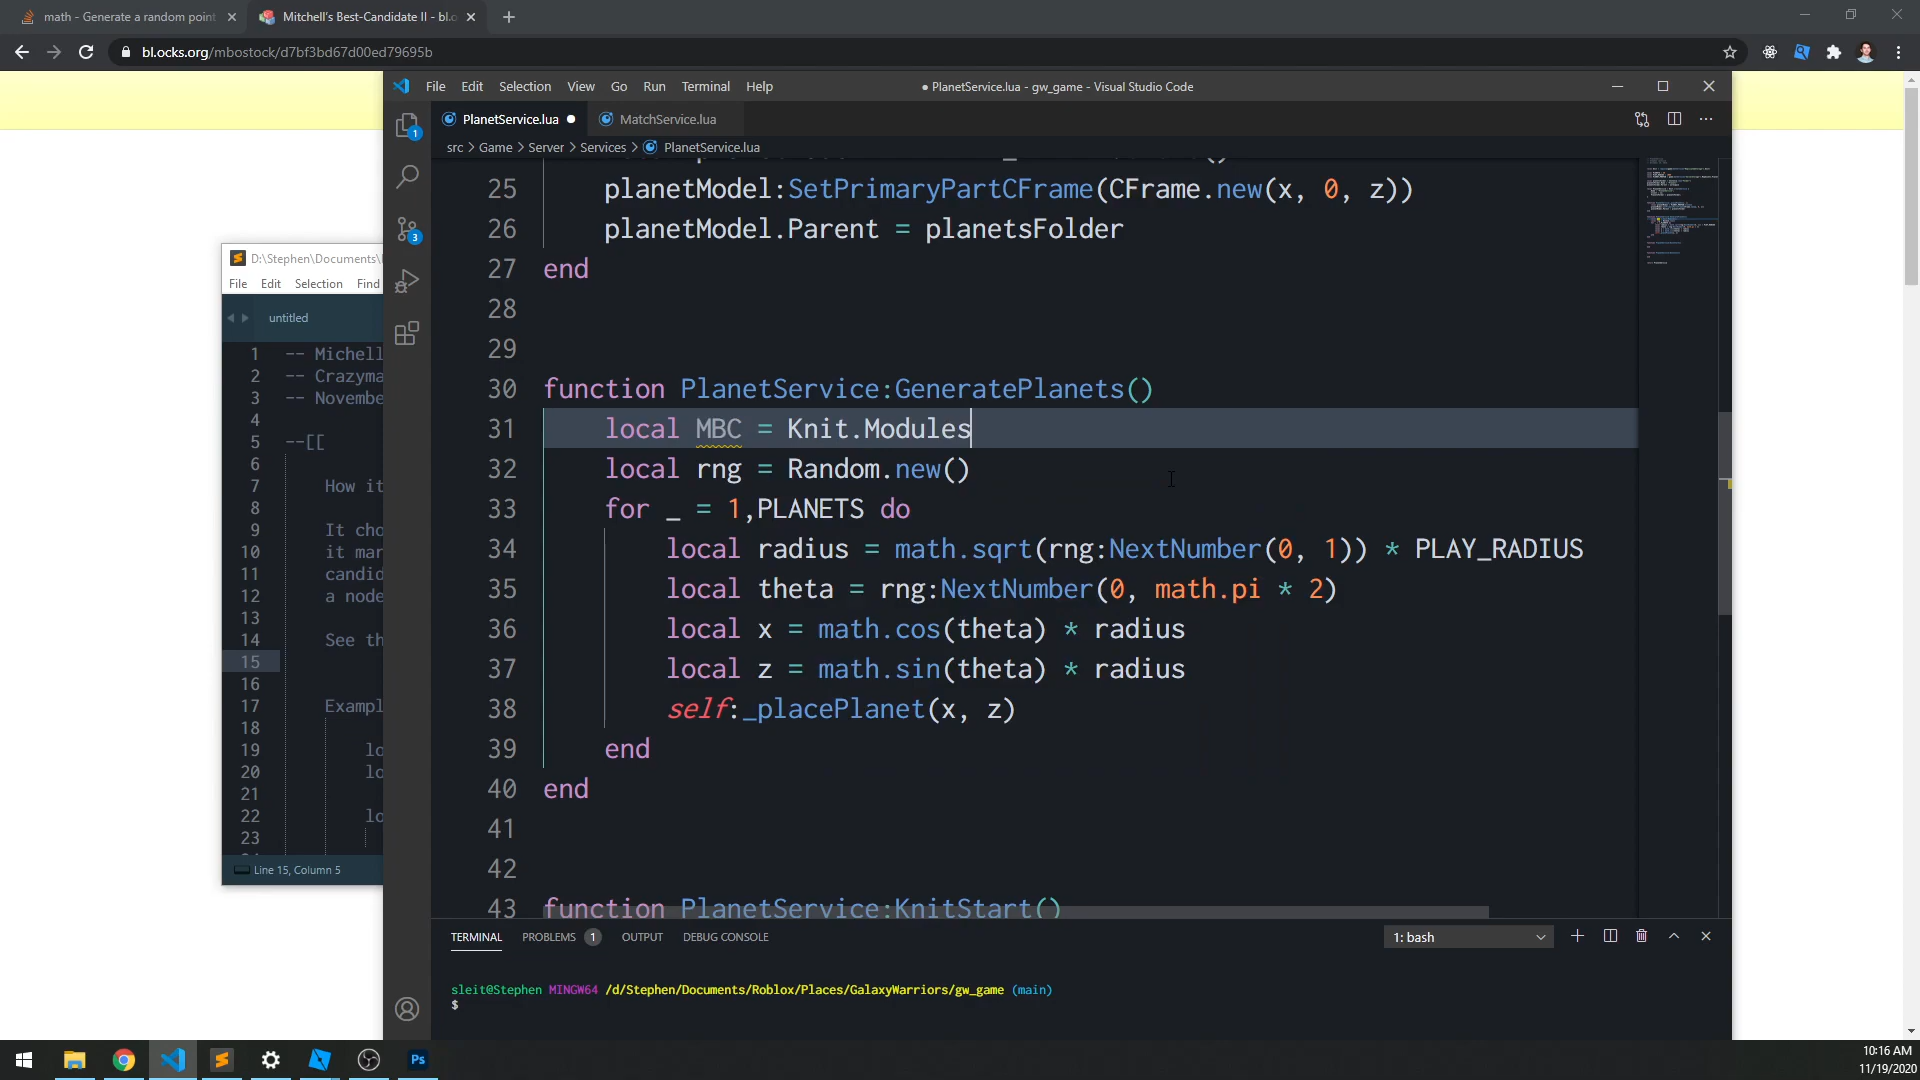 math - Generate a random point
Mitchell's Best-Candidate II - bl.o
bl.ocks.org/mbostock/d7bf3bd67d00ed79695b
File Edit Selection View Go Run Terminal Help
● PlanetService.lua - gw_game - Visual Studio Code
PlanetService.lua ●
MatchService.lua
src > Game > Server > Services > PlanetService.lua
1
3
25 planetModel:SetPrimaryPartCFrame(CFrame.new(x, 0, z))
26 planetModel.Parent = planetsFolder
27 end
28
29
30 function PlanetService:GeneratePlanets()
31 local MBC = Knit.Modules
32 local rng = Random.new()
33 for _ = 1,PLANETS do
34 local radius = math.sqrt(rng:NextNumber(0, 1)) * PLAY_RADIUS
35 local theta = rng:NextNumber(0, math.pi * 2)
36 local x = math.cos(theta) * radius
37 local z = math.sin(theta) * radius
38 self:_placePlanet(x, z)
39 end
40 end
41
42
43 function PlanetService:KnitStart()
TERMINAL PROBLEMS 1 OUTPUT DEBUG CONSOLE
1: bash
sleit@Stephen MINGW64 /d/Stephen/Documents/Roblox/Places/GalaxyWarriors/gw_game (main)
$
D:\Stephen\Documents\
File Edit Selection Find
untitled
1 -- Michell
2 -- Crazyma
3 -- Novembe
4
5 --[[
6
7 How it
8
9 It cho
10 it mar
11 candid
12 a node
13
14 See th
15
16
17 Exampl
18
19 lo
20 lo
21
22 lo
23
Line 15, Column 5
Ps
10:16 AM
11/19/2020